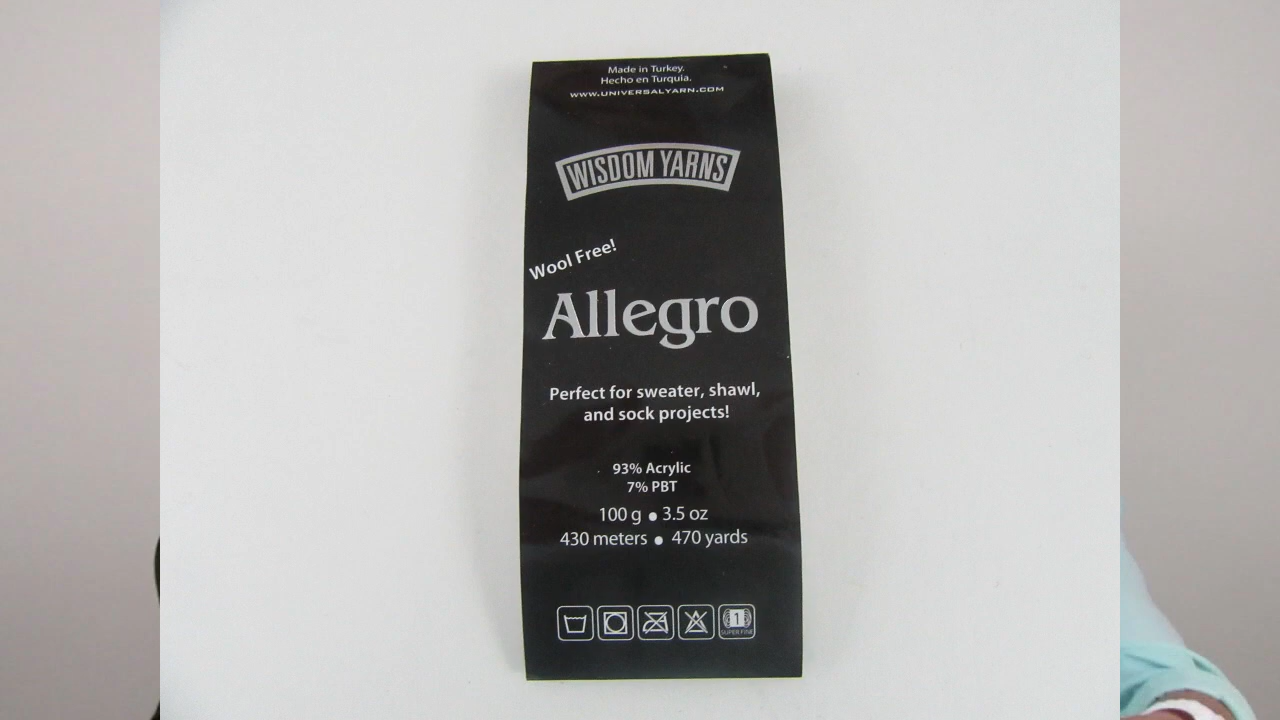 Made in Turkey.
Hecho en Turquia.
www.UNIVERSALYARN.COM
WISDOM YARNS
Wool Free!
Allegro
Perfect for sweater, shawl,
and sock projects!
93% Acrylic
7% PBT
100 g ● 3.5 oz
430 meters ● 470 yards
1
SUPER FINE